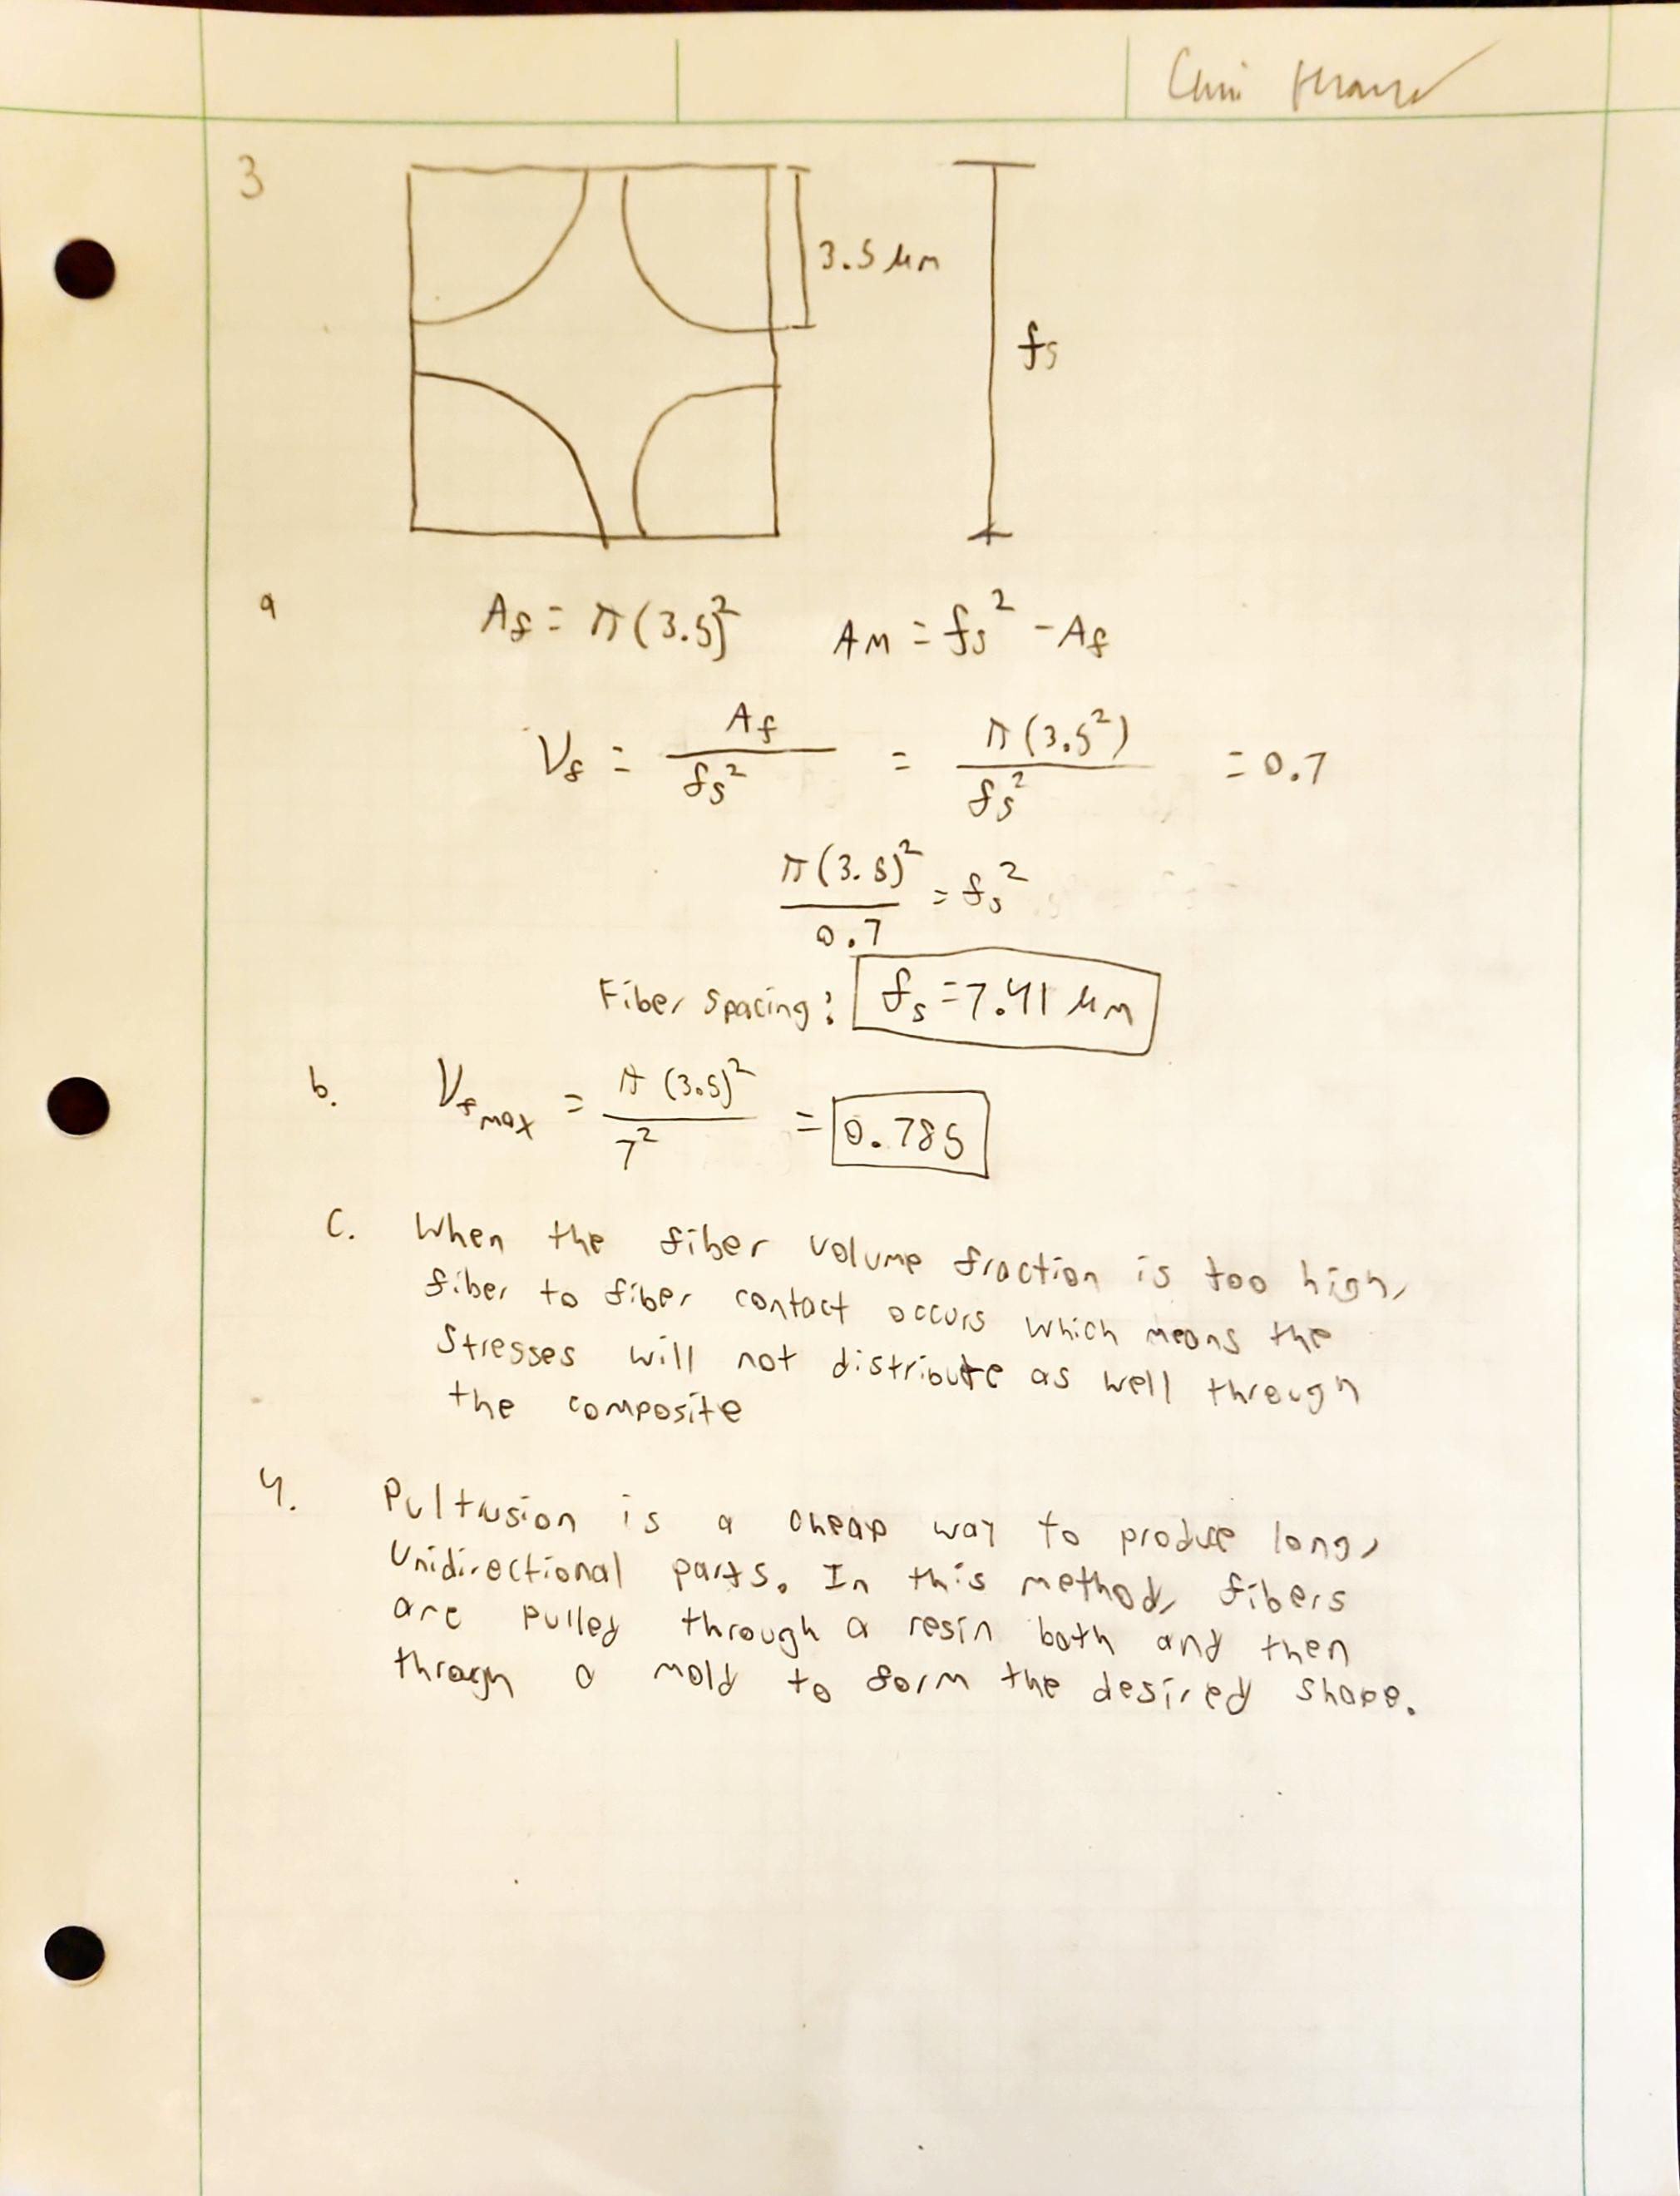 3
3.5 μm
fs
a
Af = π(3.5)² AM = fs² - Af
Vf = Af / fs² = π(3.5²) / fs² = 0.7
π(3.5)² / 0.7 = fs²
Fiber spacing: fs = 7.41 μm
b. Vf max = π(3.5)² / 7² = 0.785
C. When the fiber volume fraction is too high,
fiber to fiber contact occurs which means the
stresses will not distribute as well through
the composite
4. Pultrusion is a cheap way to produce long,
Unidirectional parts. In this method, fibers
are pulled through a resin bath and then
through a mold to form the desired shape.